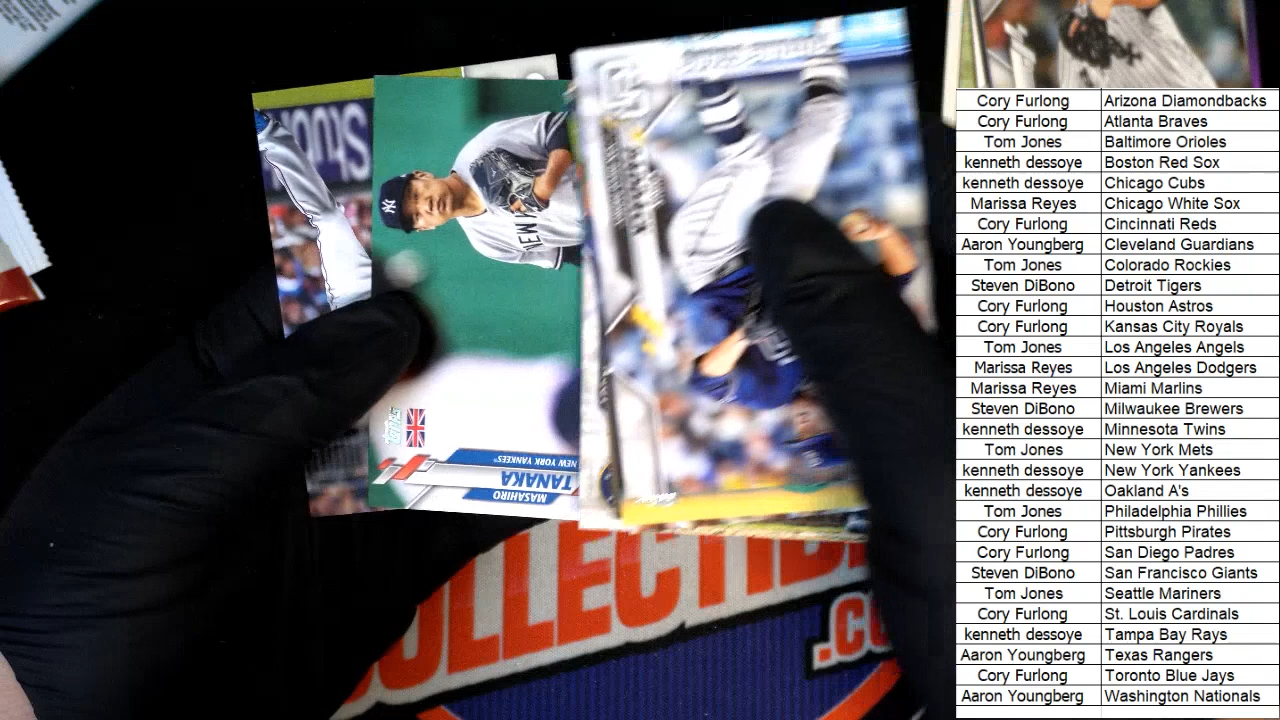 NEW YORK YANKEES
MASAHIRO
TANAKA
NEW
OLLECTIB
.CO
Cory Furlong Arizona Diamondbacks
Cory Furlong Atlanta Braves
Tom Jones Baltimore Orioles
kenneth dessoye Boston Red Sox
kenneth dessoye Chicago Cubs
Marissa Reyes Chicago White Sox
Cory Furlong Cincinnati Reds
Aaron Youngberg Cleveland Guardians
Tom Jones Colorado Rockies
Steven DiBono Detroit Tigers
Cory Furlong Houston Astros
Cory Furlong Kansas City Royals
Tom Jones Los Angeles Angels
Marissa Reyes Los Angeles Dodgers
Marissa Reyes Miami Marlins
Steven DiBono Milwaukee Brewers
kenneth dessoye Minnesota Twins
Tom Jones New York Mets
kenneth dessoye New York Yankees
kenneth dessoye Oakland A's
Tom Jones Philadelphia Phillies
Cory Furlong Pittsburgh Pirates
Cory Furlong San Diego Padres
Steven DiBono San Francisco Giants
Tom Jones Seattle Mariners
Cory Furlong St. Louis Cardinals
kenneth dessoye Tampa Bay Rays
Aaron Youngberg Texas Rangers
Cory Furlong Toronto Blue Jays
Aaron Youngberg Washington Nationals